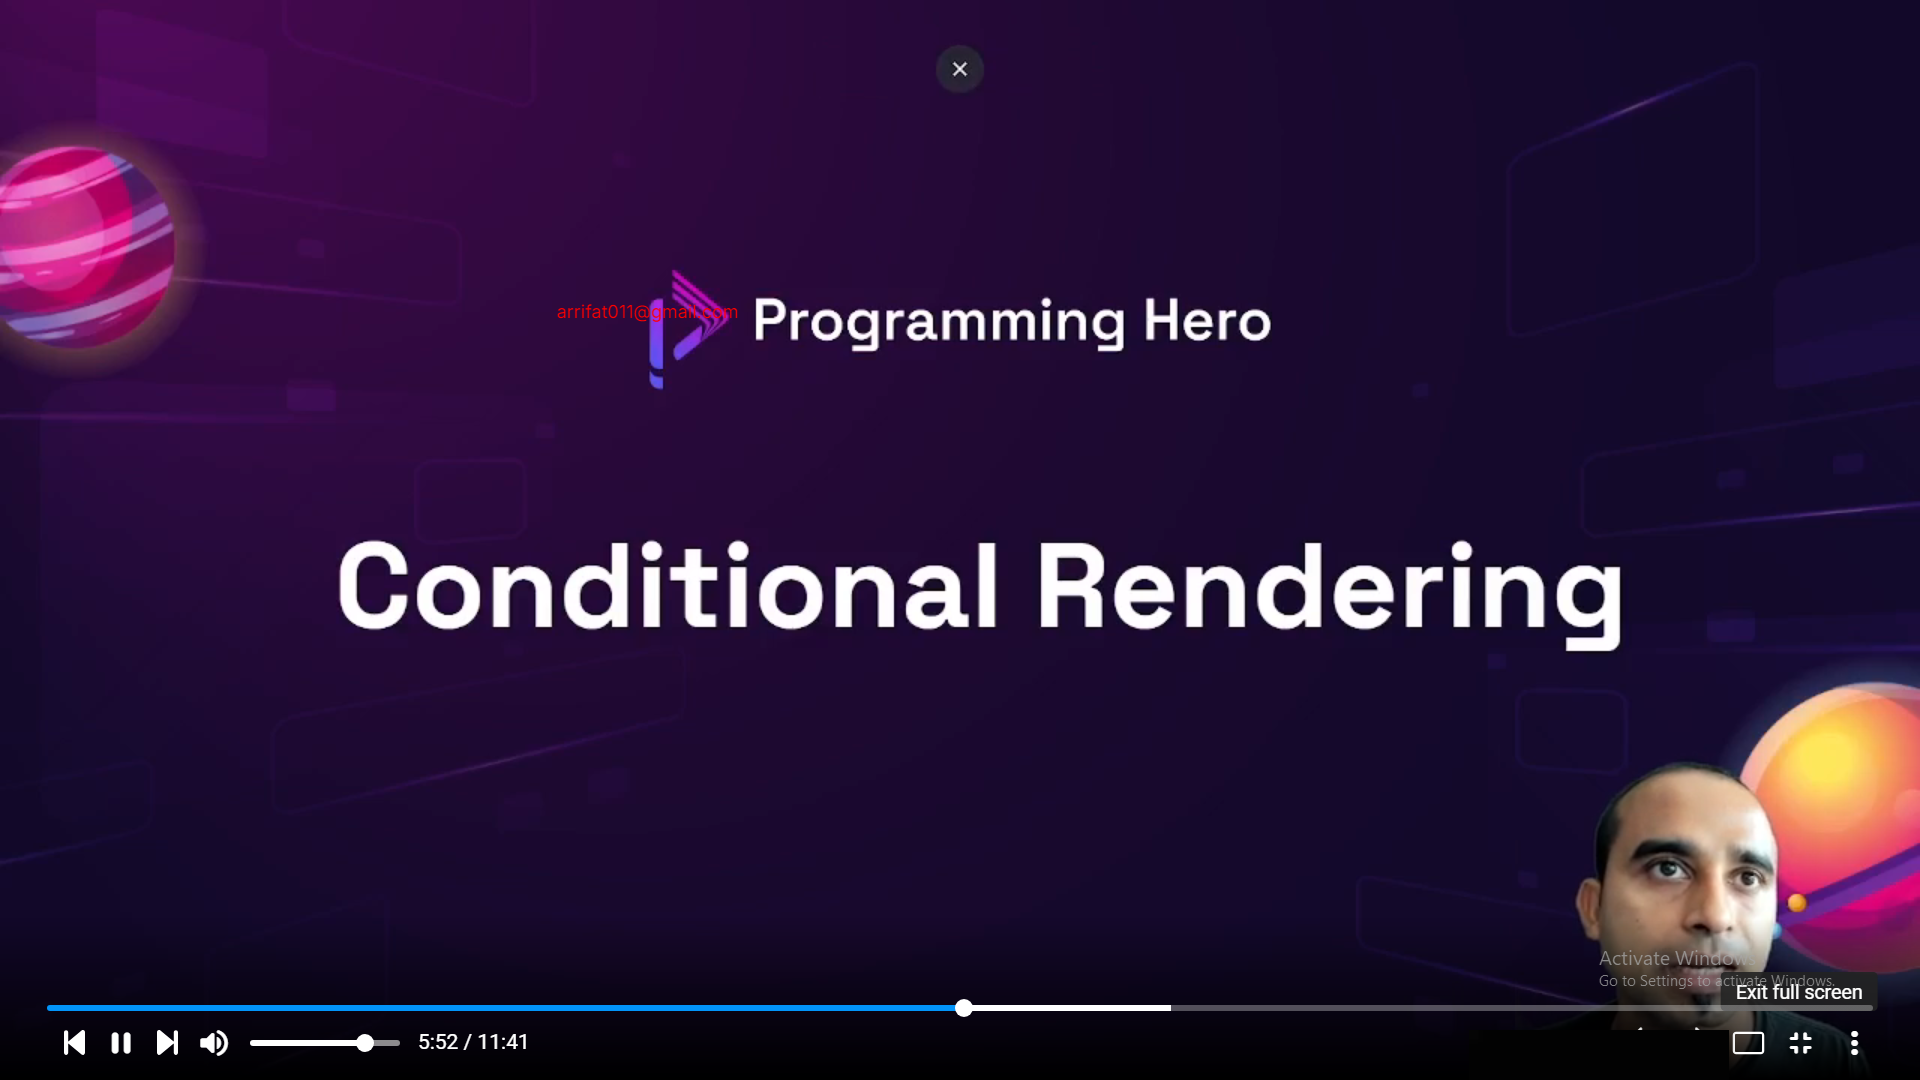 arrifat011@gmail.com
Programming Hero
Conditional Rendering
Activate Windows
Go to Settings to activate Windows.
Exit full screen
5:52 / 11:41